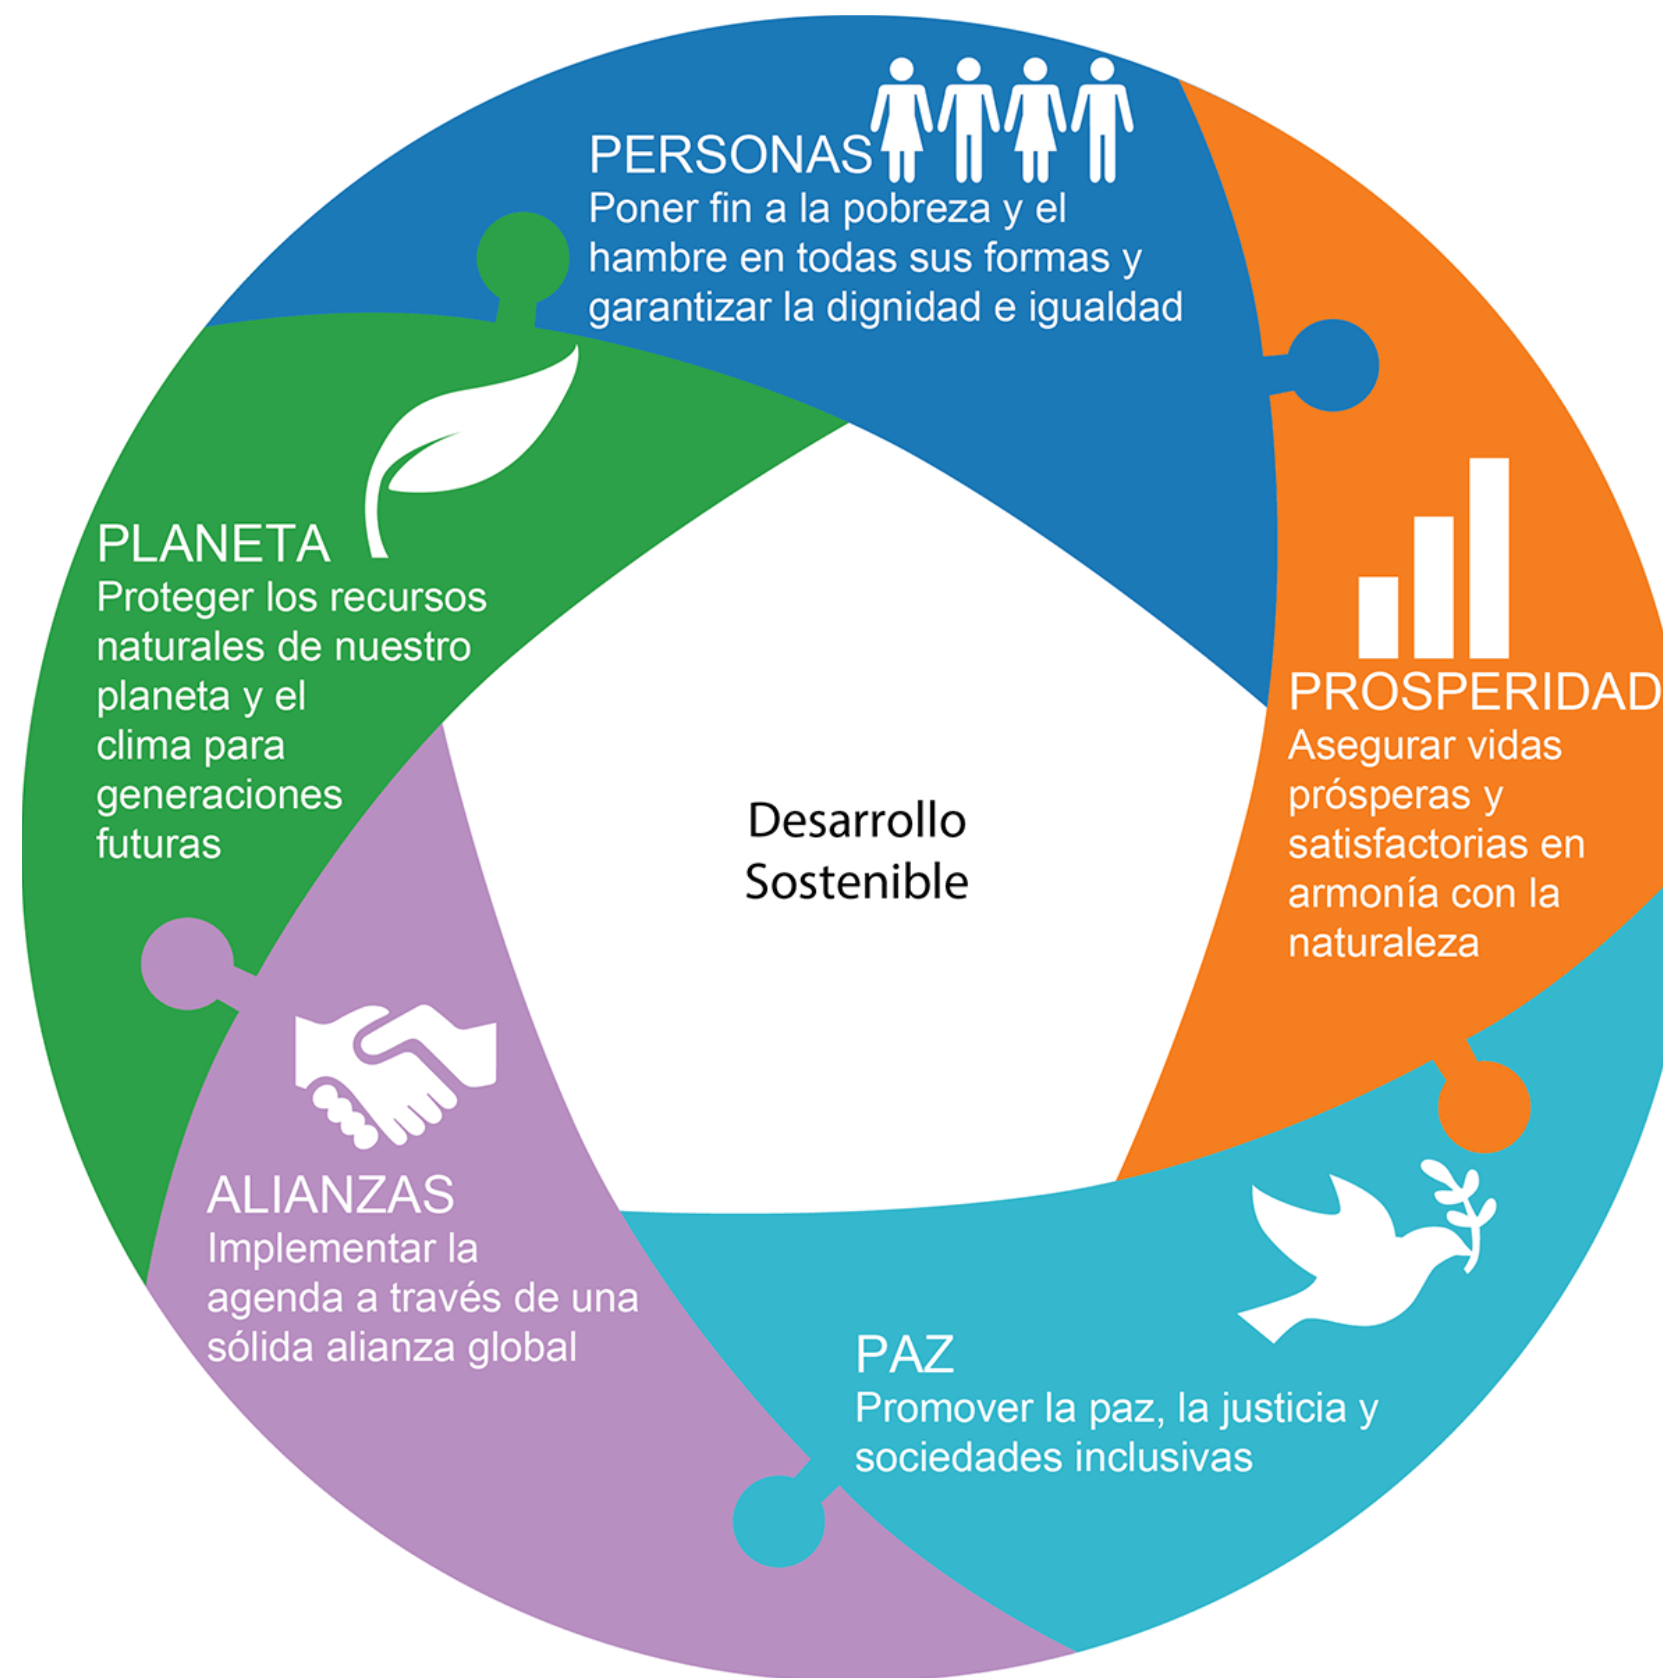 PERSONAS
Poner fin a la pobreza y el
hambre en todas sus formas y
garantizar la dignidad e igualdad
PROSPERIDAD
Asegurar vidas
prósperas y
satisfactorias en
armonía con la
naturaleza
PAZ
Promover la paz, la justicia y
sociedades inclusivas
ALIANZAS
Implementar la
agenda a través de una
sólida alianza global
PLANETA
Proteger los recursos
naturales de nuestro
planeta y el
clima para
generaciones
futuras
Desarrollo
Sostenible